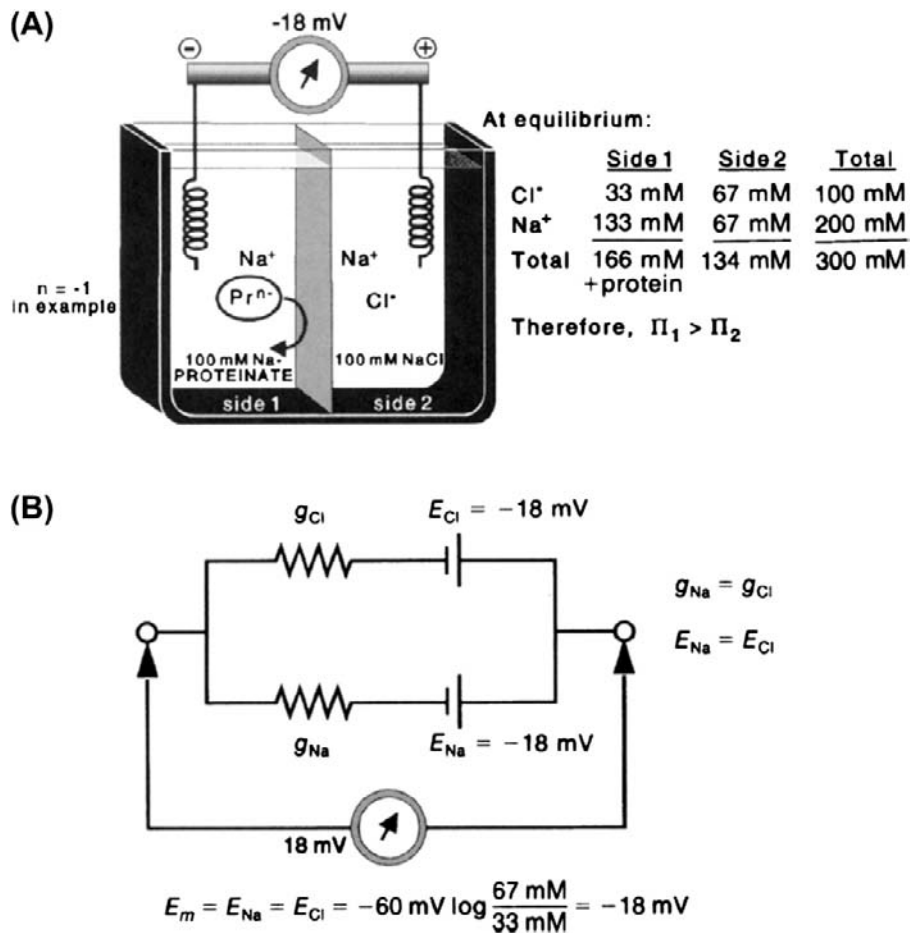 (A)
-18 mV
⊖ ⊕
At equilibrium:
Side 1 Side 2 Total
Cl⁻ 33 mM 67 mM 100 mM
Na⁺ 133 mM 67 mM 200 mM
Total 166 mM 134 mM 300 mM
+protein
Therefore, Π₁ > Π₂
Na⁺ Na⁺
n = -1
in example
Prⁿ⁻ Cl⁻
100 mM Na-
PROTEINATE
100 mM NaCl
side 1 side 2
(B)
g_Cl E_Cl = −18 mV
g_Na = g_Cl
E_Na = E_Cl
g_Na E_Na = −18 mV
18 mV
E_m = E_Na = E_Cl = −60 mV log 67 mM / 33 mM = −18 mV